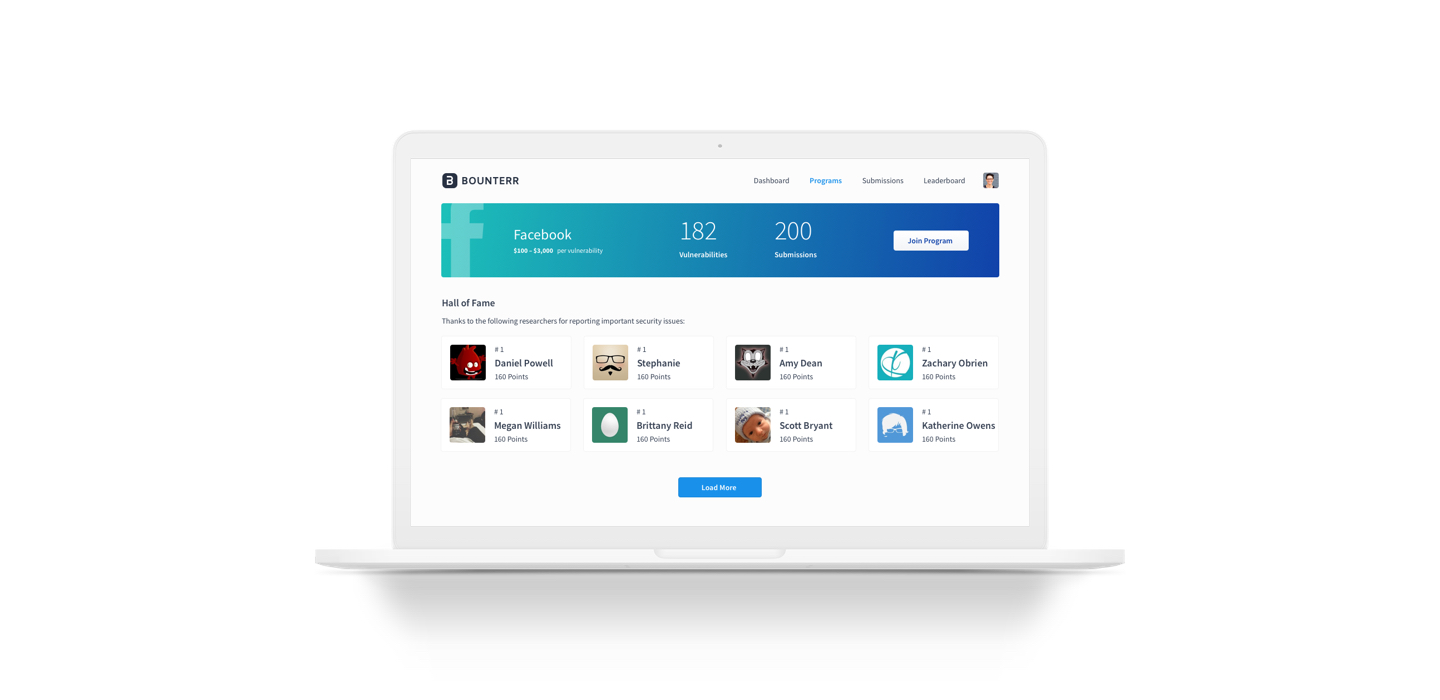 BOUNTERR
Dashboard Programs Submissions Leaderboard
Facebook
$100 – $3,000 per vulnerability
182
Vulnerabilities
200
Submissions
Join Program
Hall of Fame
Thanks to the following researchers for reporting important security issues:
# 1
Daniel Powell
160 Points
# 1
Stephanie
160 Points
# 1
Amy Dean
160 Points
# 1
Zachary Obrien
160 Points
# 1
Megan Williams
160 Points
# 1
Brittany Reid
160 Points
# 1
Scott Bryant
160 Points
# 1
Katherine Owens
160 Points
Load More